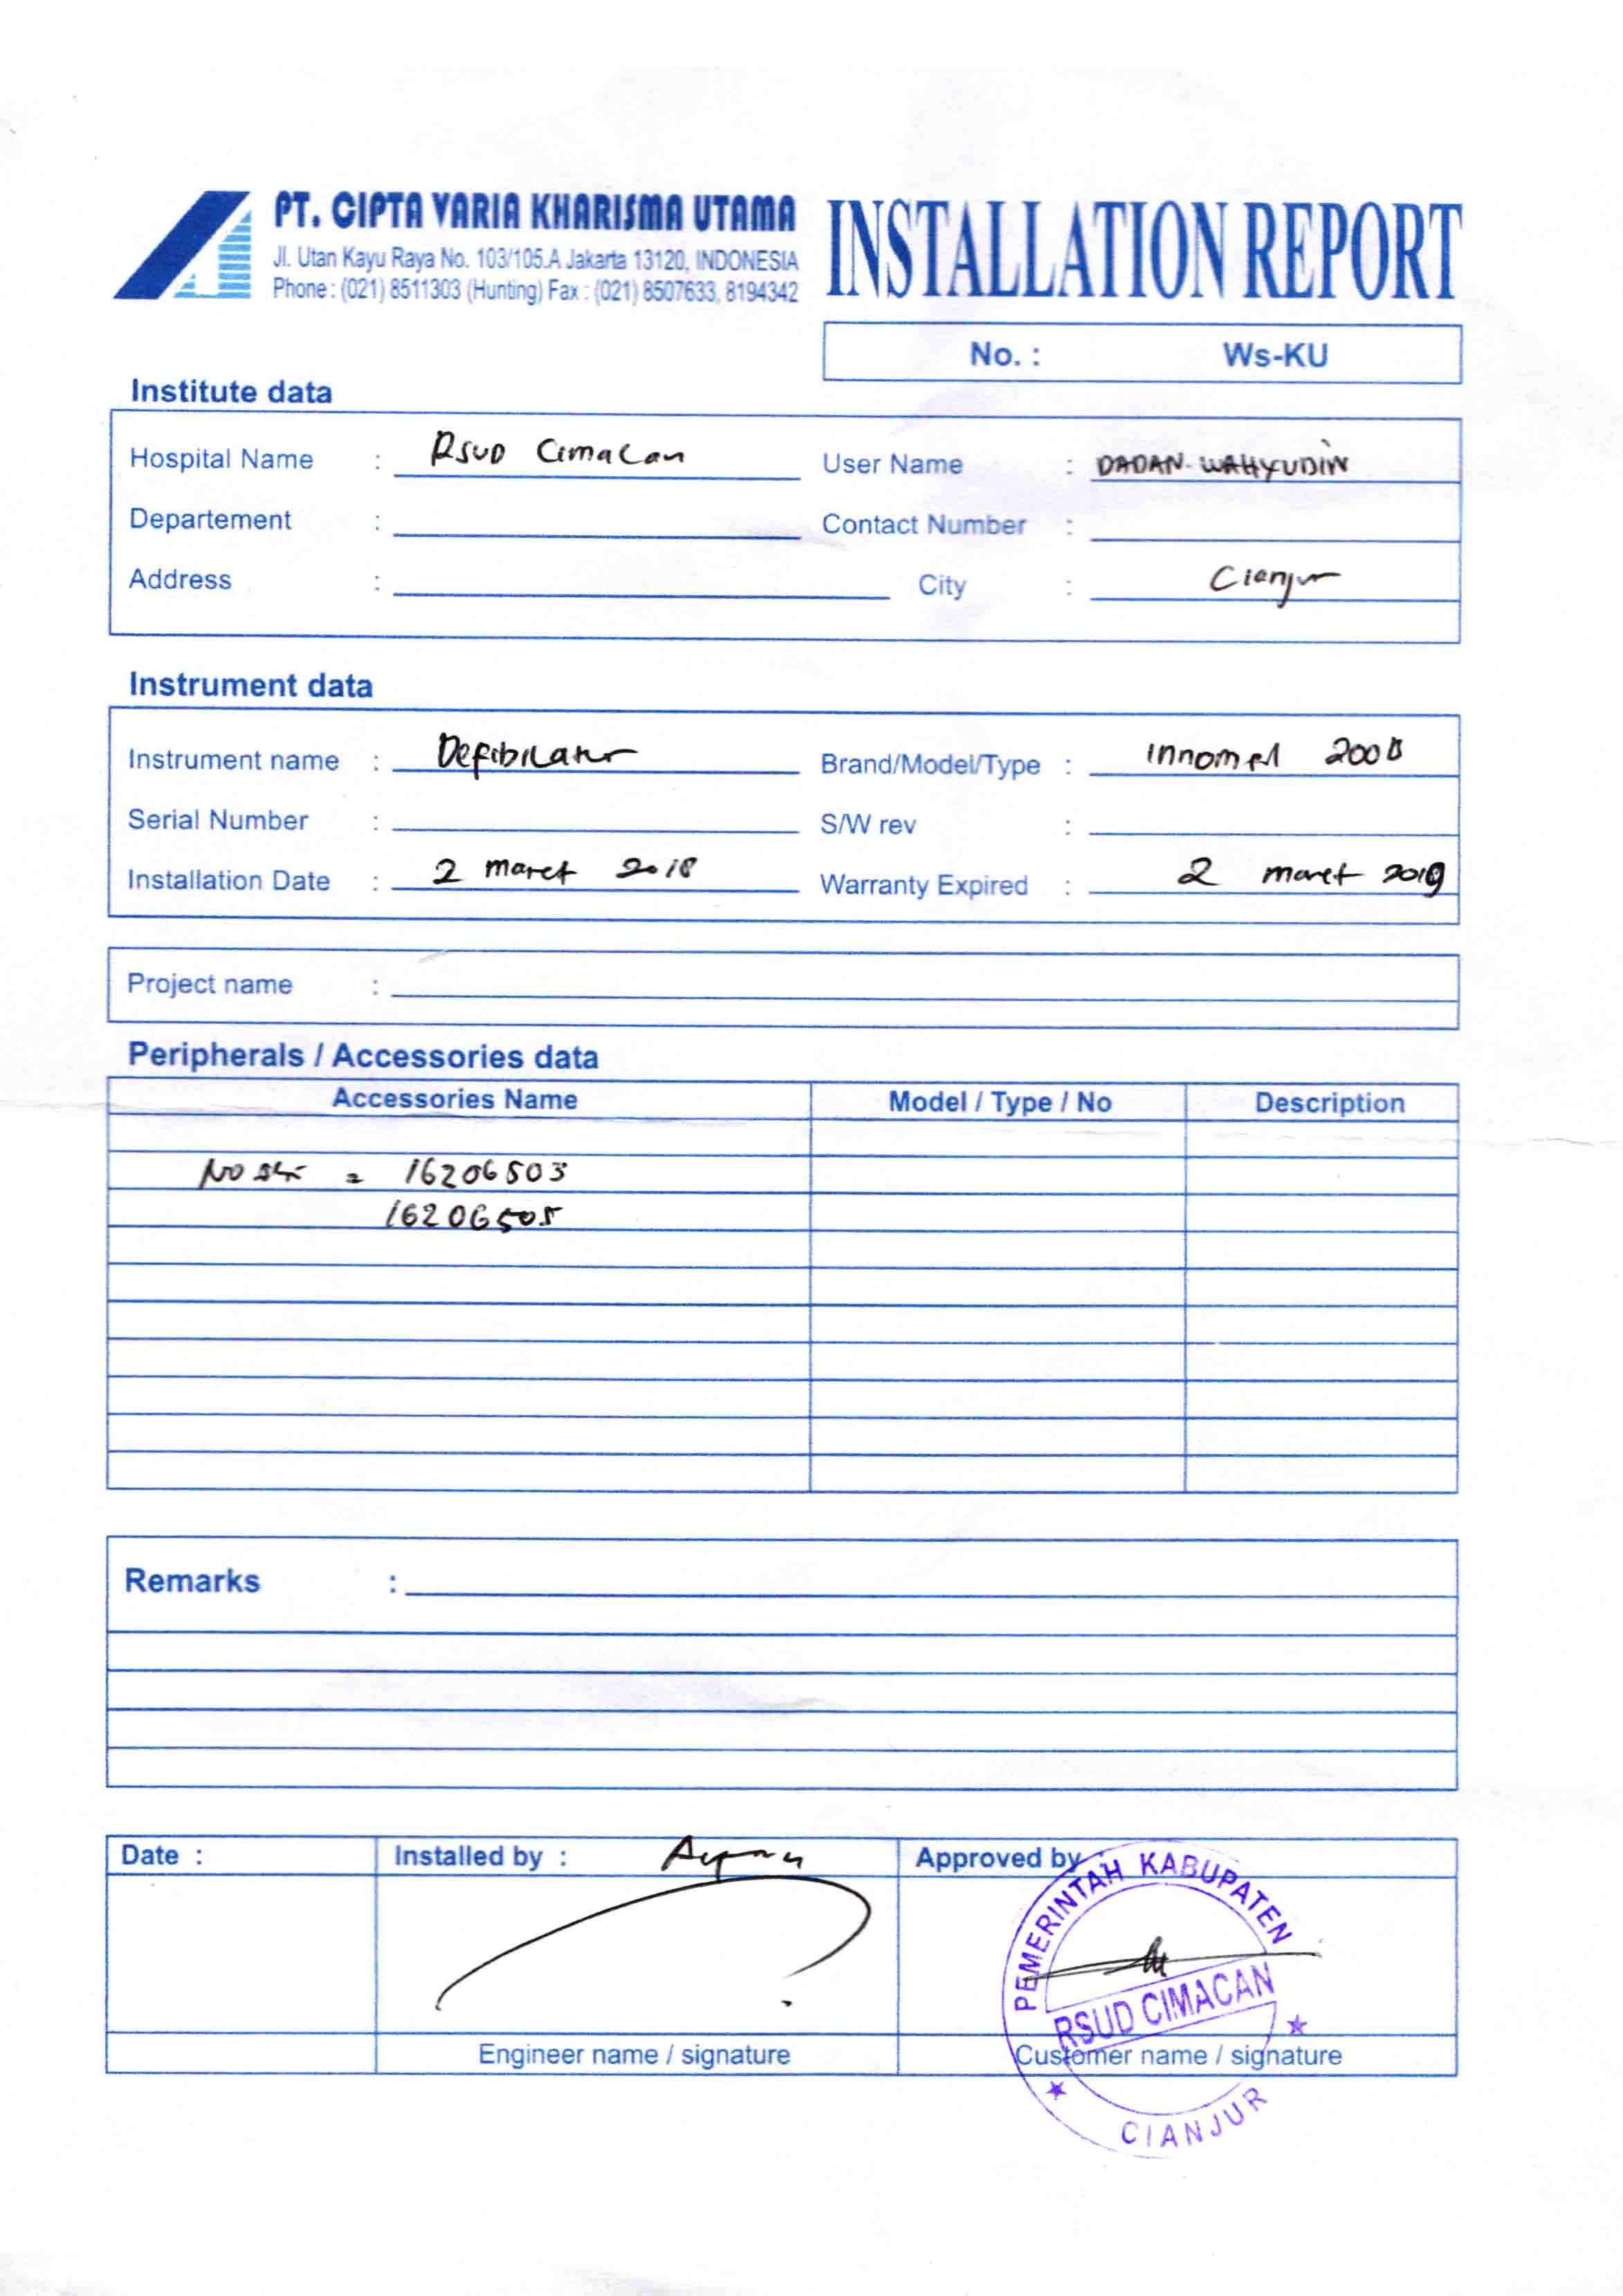 PT. CIPTA VARIA KHARISMA UTAMA
Jl. Utan Kayu Raya No. 103/105.A Jakarta 13120, INDONESIA
Phone : (021) 8511303 (Hunting) Fax : (021) 8507633, 8194342
INSTALLATION REPORT
No. : Ws-KU
Institute data
Hospital Name : RSUD Cimacan User Name : DADAN WAHYUDIN
Departement : Contact Number :
Address : City : Cianjur
Instrument data
Instrument name : Defibilator Brand/Model/Type : innomed
Serial Number : S/W rev :
Installation Date : 2 maret 2018 Warranty Expired : 2 maret 2019
Project name :
Peripherals / Accessories data
Accessories Name Model / Type / No Description
No = 16206503
16206505
Remarks :
Date : Installed by : Approved by
PEMERINTAH KABUPATEN
RSUD CIMACAN
Engineer name / signature Customer name / signature
CIANJUR